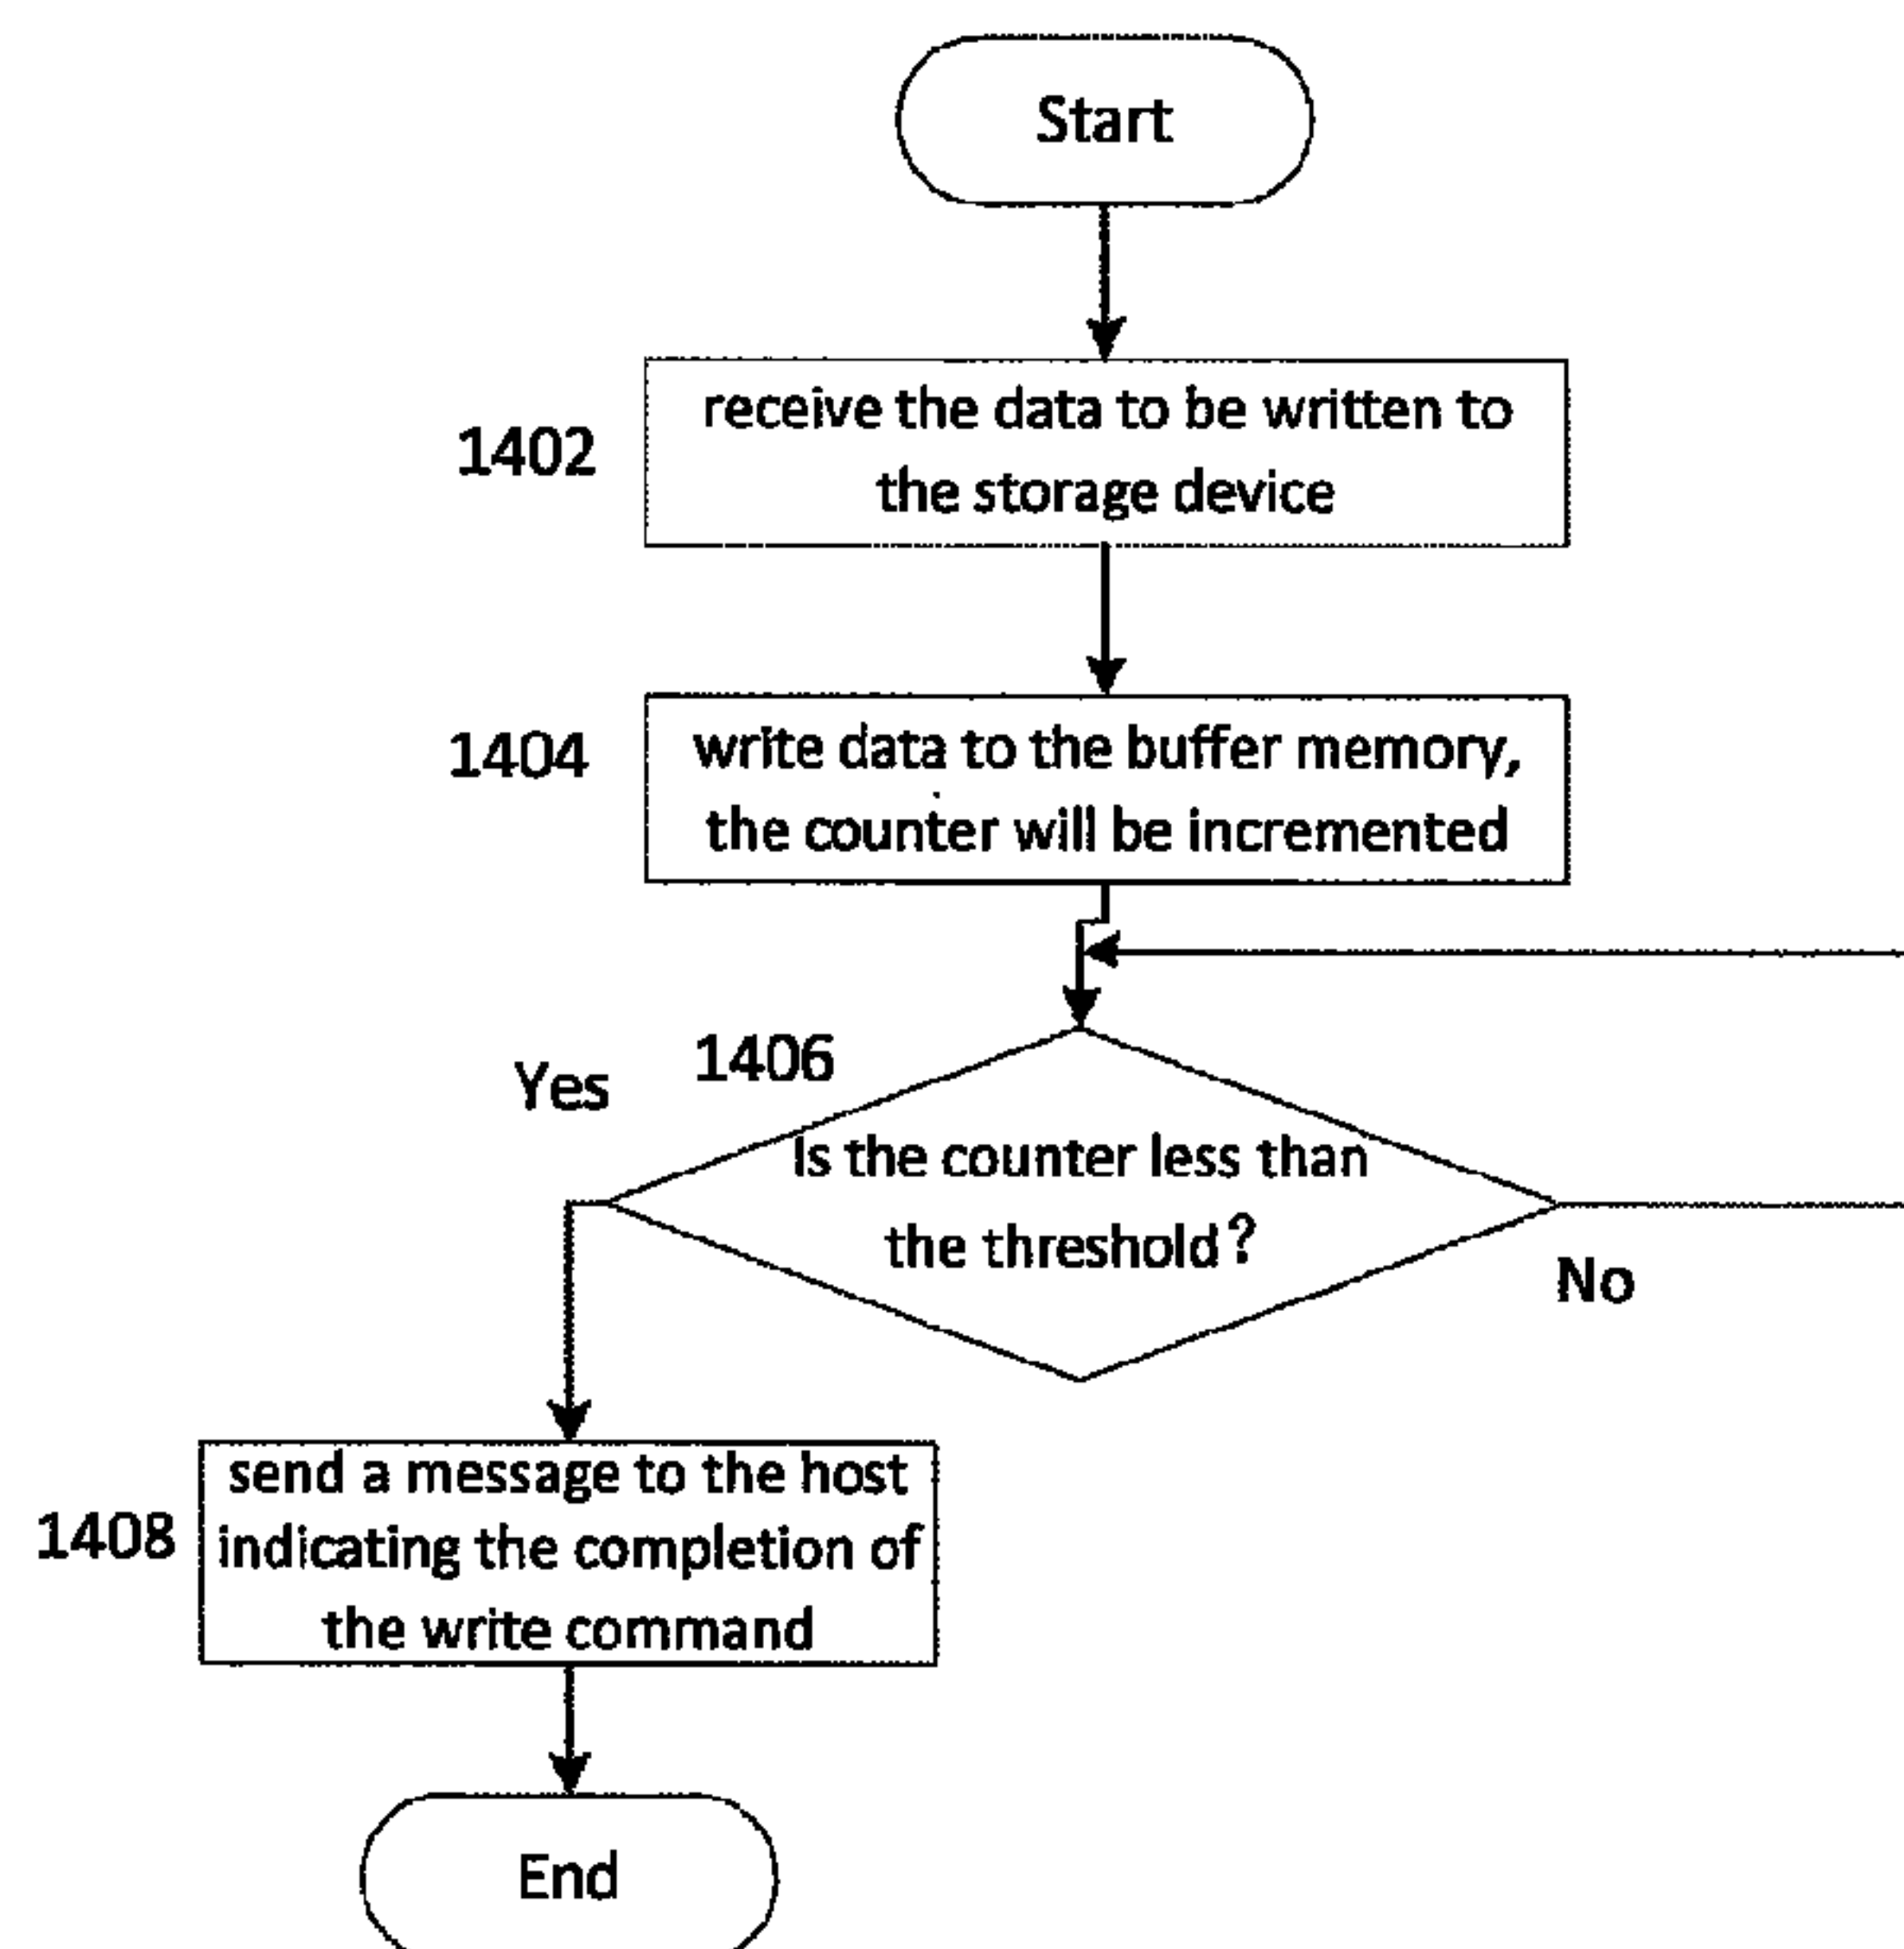 Start
1402
receive the data to be written to
the storage device
1404
write data to the buffer memory,
the counter will be incremented
1406
Yes
Is the counter less than
the threshold?
No
1408
send a message to the host
indicating the completion of
the write command
End